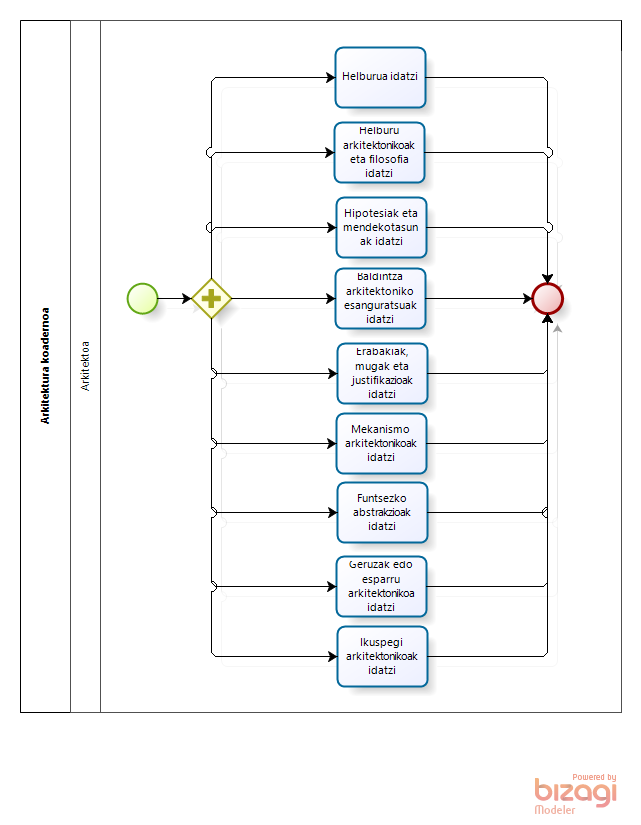 Arkitektura koadernoa
Arkitektoa
Helburua idatzi
Helburu
arkitektonikoak
eta filosofia
idatzi
Hipotesiak eta
mendekotasun
ak idatzi
Baldintza
arkitektoniko
esanguratsuak
idatzi
Erabakiak,
mugak eta
justifikazioak
idatzi
Mekanismo
arkitektonikoak
idatzi
Funtsezko
abstrakzioak
idatzi
Geruzak edo
esparru
arkitektonikoa
idatzi
Ikuspegi
arkitektonikoak
idatzi
Powered by
bizagi
Modeler